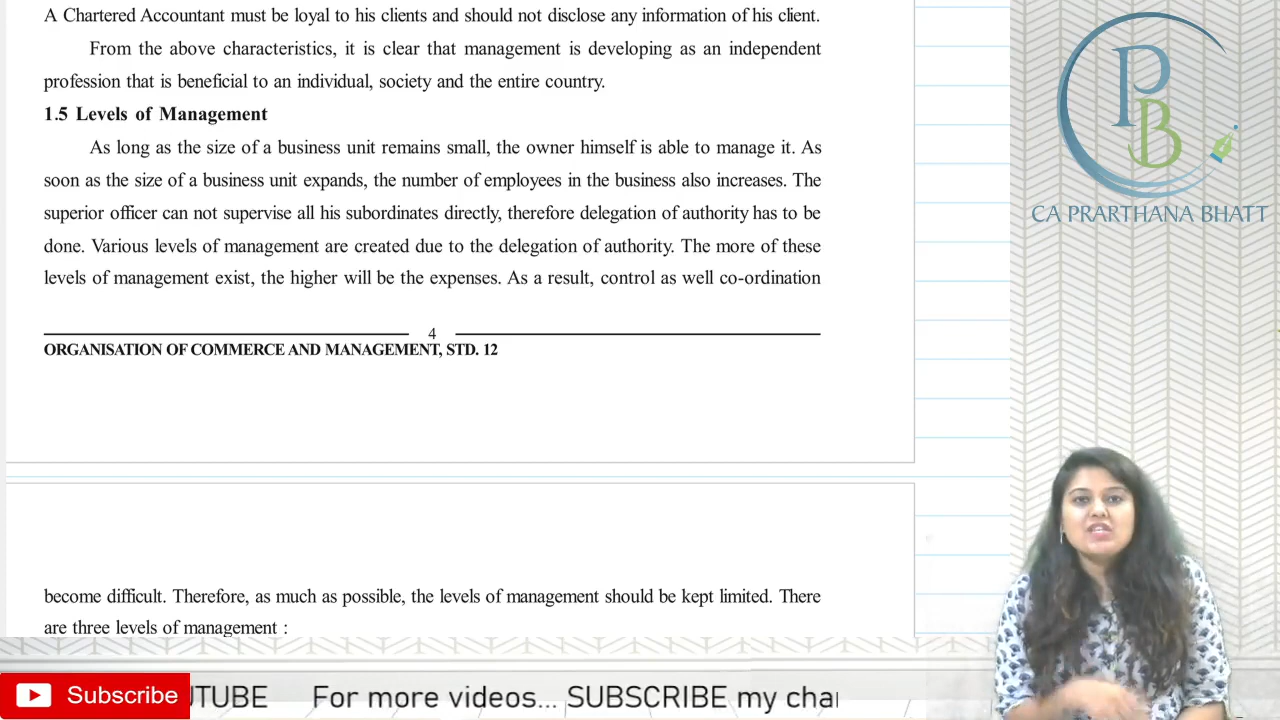 A Chartered Accountant must be loyal to his clients and should not disclose any information of his client.
From the above characteristics, it is clear that management is developing as an independent
profession that is beneficial to an individual, society and the entire country.
1.5 Levels of Management
As long as the size of a business unit remains small, the owner himself is able to manage it. As
soon as the size of a business unit expands, the number of employees in the business also increases. The
superior officer can not supervise all his subordinates directly, therefore delegation of authority has to be
done. Various levels of management are created due to the delegation of authority. The more of these
levels of management exist, the higher will be the expenses. As a result, control as well co-ordination
4
ORGANISATION OF COMMERCE AND MANAGEMENT, STD. 12
become difficult. Therefore, as much as possible, the levels of management should be kept limited. There
are three levels of management :
PB
CA PRARTHANA BHATT
Subscribe
UTUBE For more videos... SUBSCRIBE my char